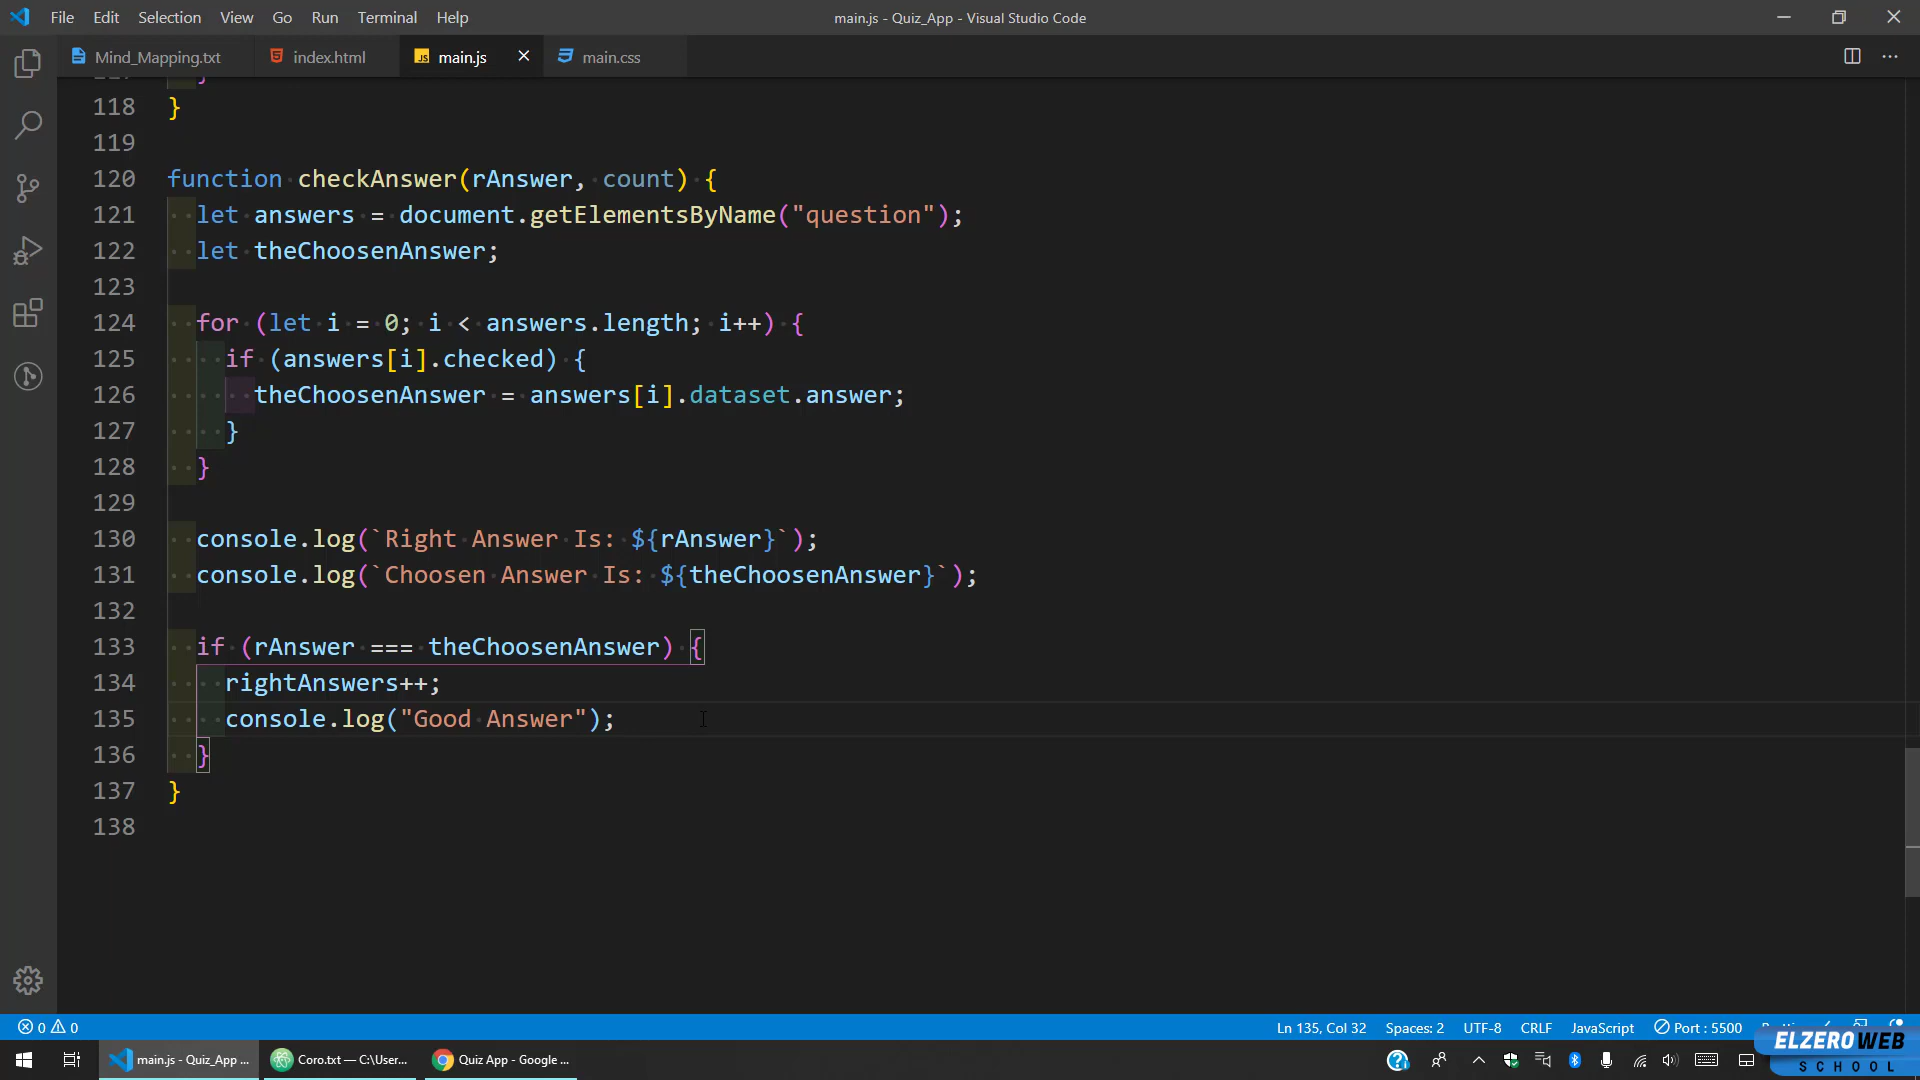 File Edit Selection View Go Run Terminal Help
main.js - Quiz_App - Visual Studio Code
Mind_Mapping.txt
index.html
JS main.js
main.css
118 }
119
120 function checkAnswer(rAnswer, count) {
121 let answers = document.getElementsByName("question");
122 let theChoosenAnswer;
123
124 for (let i = 0; i < answers.length; i++) {
125 if (answers[i].checked) {
126 theChoosenAnswer = answers[i].dataset.answer;
127 }
128 }
129
130 console.log(`Right Answer Is: ${rAnswer}`);
131 console.log(`Choosen Answer Is: ${theChoosenAnswer}`);
132
133 if (rAnswer === theChoosenAnswer) {
134 rightAnswers++;
135 console.log("Good Answer");
136 }
137 }
138
0 0
Ln 135, Col 32 Spaces: 2 UTF-8 CRLF JavaScript Port : 5500
ELZEROWEB
SCHOOL
main.js - Quiz_App ...
Coro.txt — C:\User...
Quiz App - Google ...